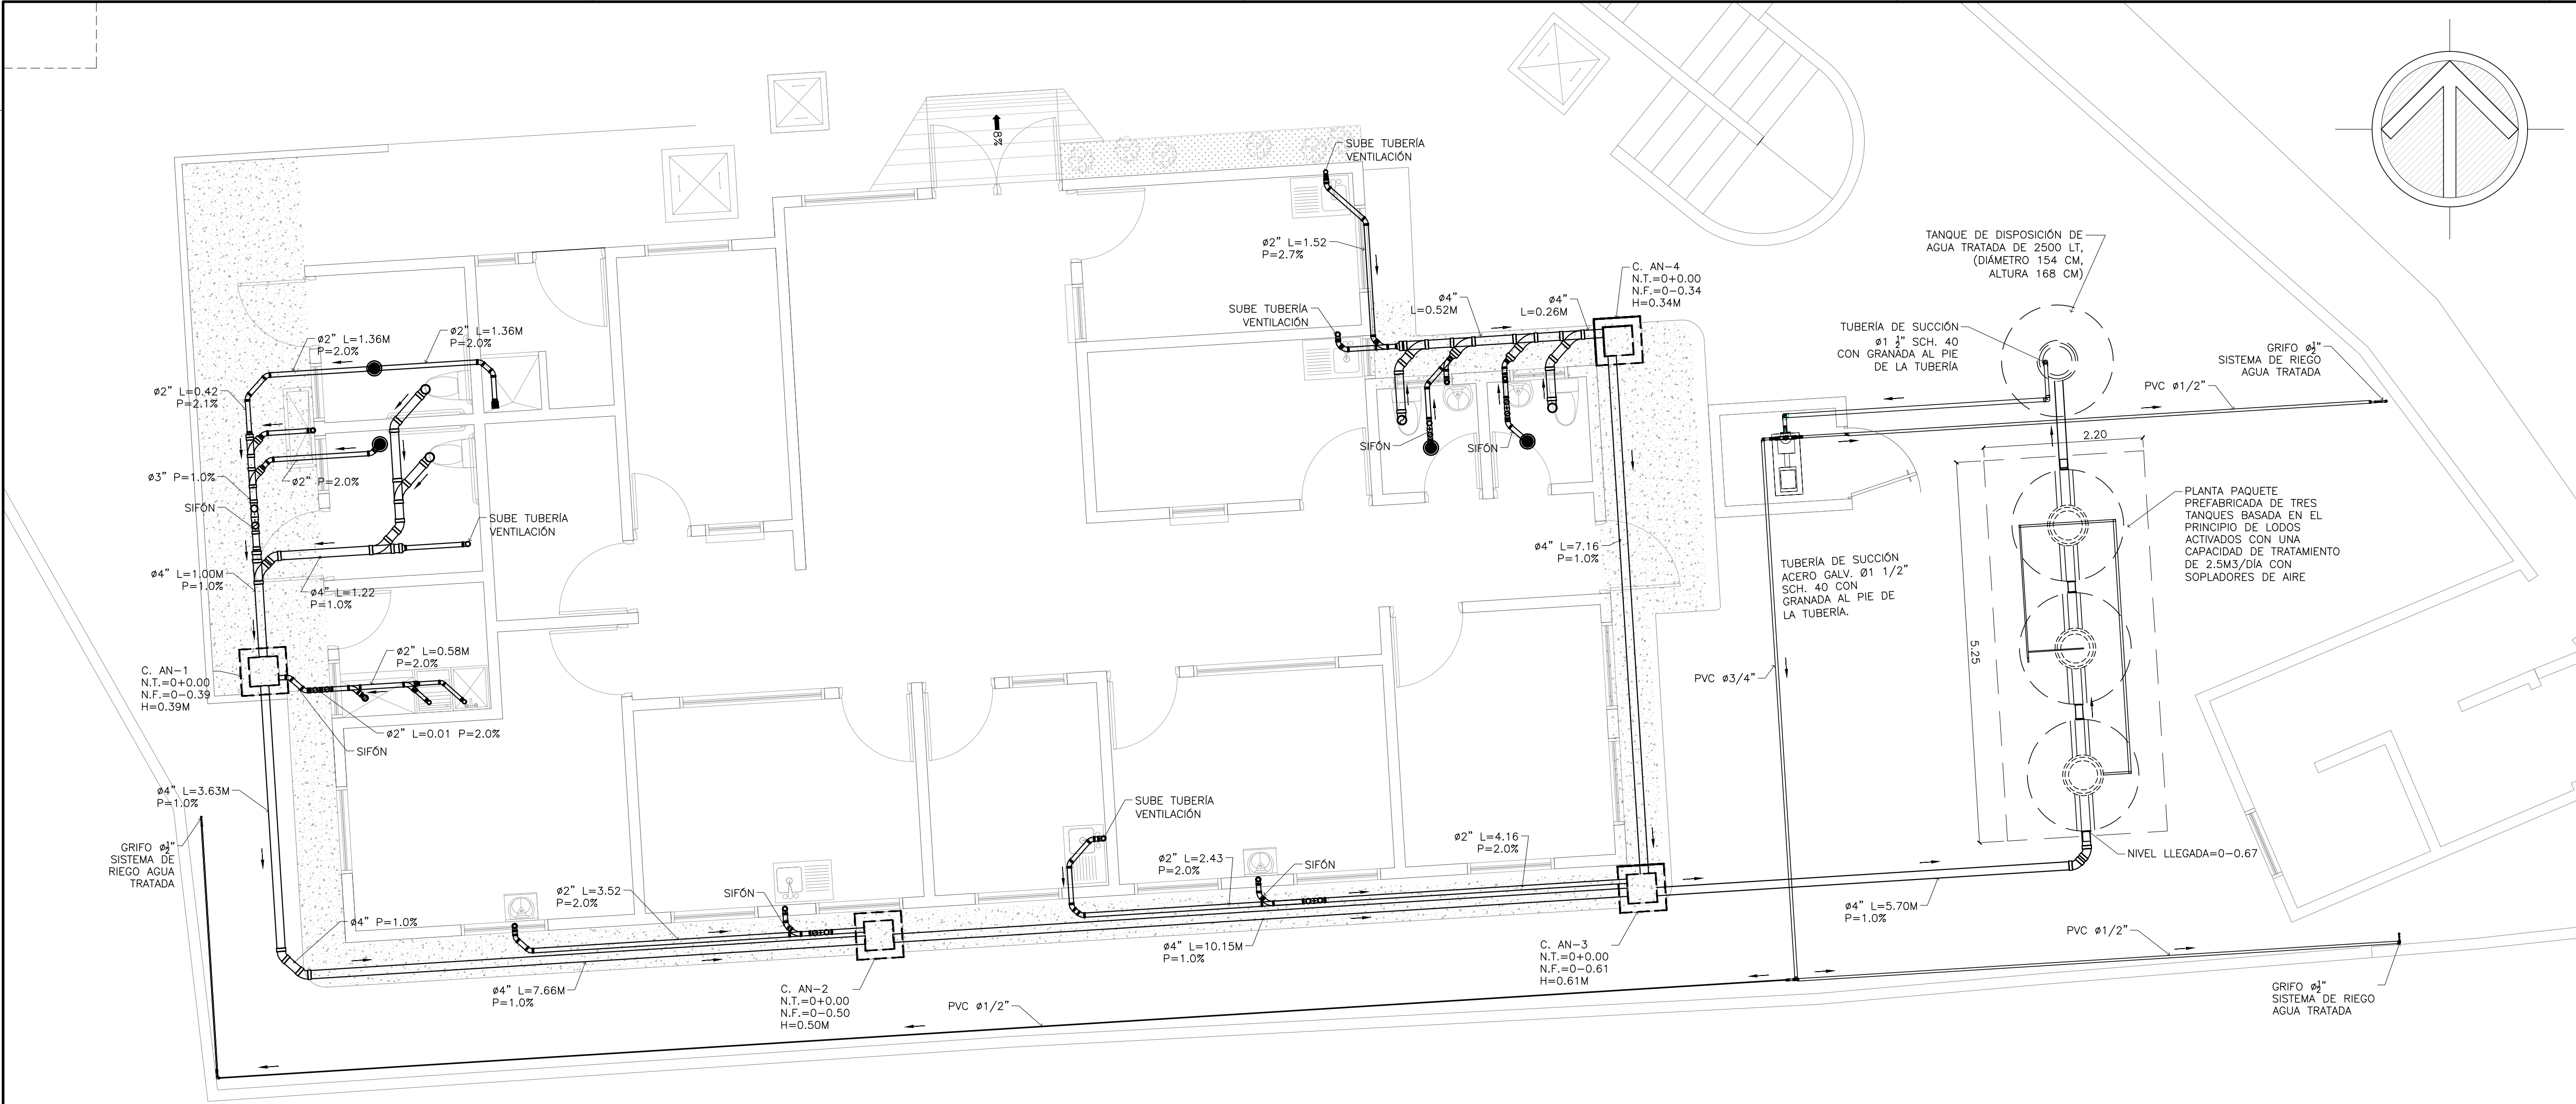 8%
SUBE TUBERÍA
VENTILACIÓN
ø2" L=1.52
P=2.7%
SUBE TUBERÍA
VENTILACIÓN
ø4"
L=0.52M
ø4"
L=0.26M
C. AN-4
N.T.=0+0.00
N.F.=0-0.34
H=0.34M
TANQUE DE DISPOSICIÓN DE
AGUA TRATADA DE 2500 LT,
(DIÁMETRO 154 CM,
ALTURA 168 CM)
TUBERÍA DE SUCCIÓN
ø1 ½" SCH. 40
CON GRANADA AL PIE
DE LA TUBERÍA
GRIFO ø½"
SISTEMA DE RIEGO
AGUA TRATADA
PVC ø1/2"
ø2" L=1.36M
P=2.0%
ø2" L=1.36M
P=2.0%
ø2" L=0.42
P=2.1%
ø3" P=1.0%
ø2" P=2.0%
SIFÓN
SUBE TUBERÍA
VENTILACIÓN
SIFÓN
SIFÓN
2.20
5.25
PLANTA PAQUETE
PREFABRICADA DE TRES
TANQUES BASADA EN EL
PRINCIPIO DE LODOS
ACTIVADOS CON UNA
CAPACIDAD DE TRATAMIENTO
DE 2.5M3/DÍA CON
SOPLADORES DE AIRE
ø4" L=1.00M
P=1.0%
ø4" L=1.22
P=1.0%
ø4" L=7.16
P=1.0%
TUBERÍA DE SUCCIÓN
ACERO GALV. Ø1 1/2"
SCH. 40 CON
GRANADA AL PIE DE
LA TUBERÍA.
C. AN-1
N.T.=0+0.00
N.F.=0-0.39
H=0.39M
ø2" L=0.58M
P=2.0%
ø2" L=0.01 P=2.0%
SIFÓN
PVC ø3/4"
ø4" L=3.63M
P=1.0%
GRIFO ø½"
SISTEMA DE
RIEGO AGUA
TRATADA
SUBE TUBERÍA
VENTILACIÓN
ø2" L=4.16
P=2.0%
ø2" L=2.43
P=2.0%
SIFÓN
NIVEL LLEGADA=0-0.67
ø2" L=3.52
P=2.0%
SIFÓN
ø4" P=1.0%
ø4" L=5.70M
P=1.0%
ø4" L=10.15M
P=1.0%
C. AN-3
N.T.=0+0.00
N.F.=0-0.61
H=0.61M
PVC ø1/2"
ø4" L=7.66M
P=1.0%
C. AN-2
N.T.=0+0.00
N.F.=0-0.50
H=0.50M
PVC ø1/2"
GRIFO ø½"
SISTEMA DE RIEGO
AGUA TRATADA